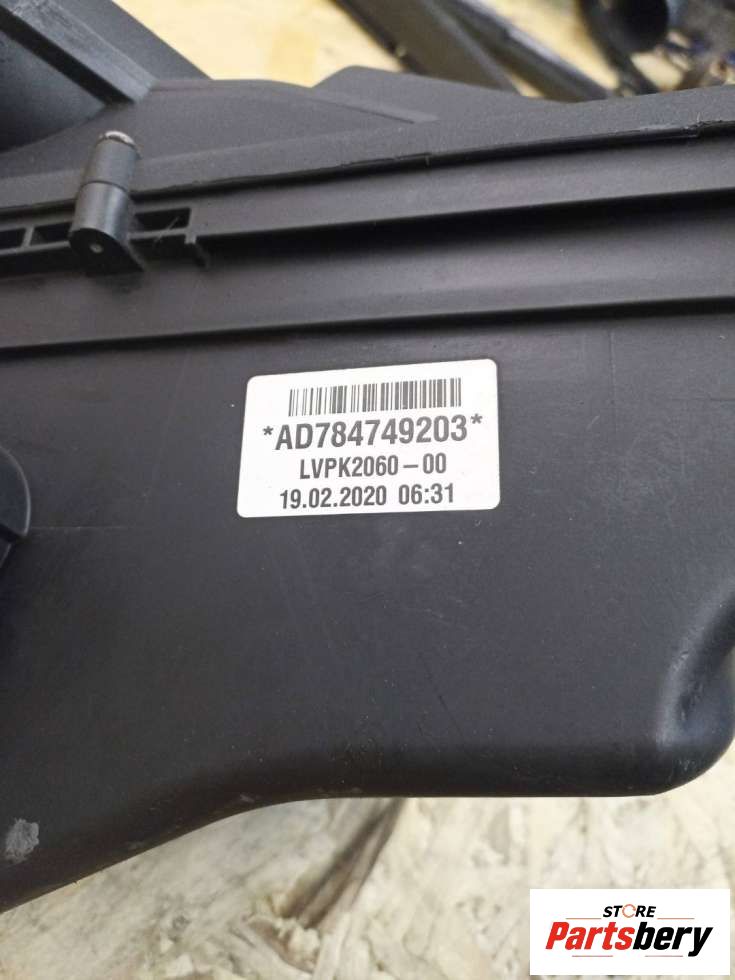 *AD784749203*
LVPK2060-00
19.02.2020 06:31
STORE
Partsbery